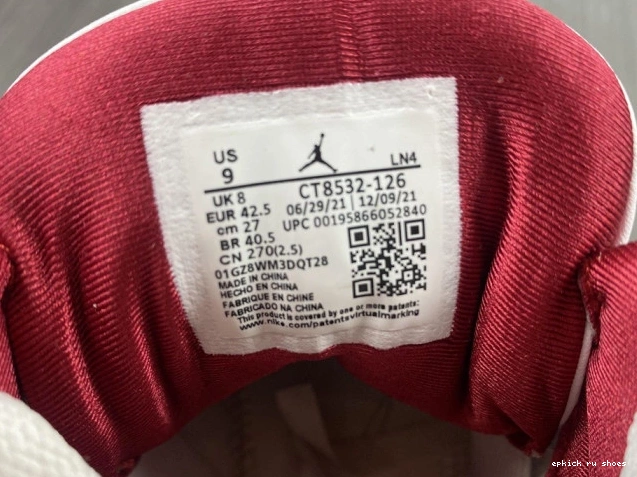 US
9
LN4
UK 8
CT8532-126
EUR 42.5
06/29/21 | 12/09/21
cm 27
UPC 00195866052840
BR 40.5
CN 270(2.5)
01GZ8WM3DQT28
MADE IN CHINA
HECHO EN CHINA
FABRIQUE EN CHINE
FABRICADO NA CHINA
This product is covered by one or more patents:
www.nike.com/patentsvirtualmarking
epkick.ru shoes